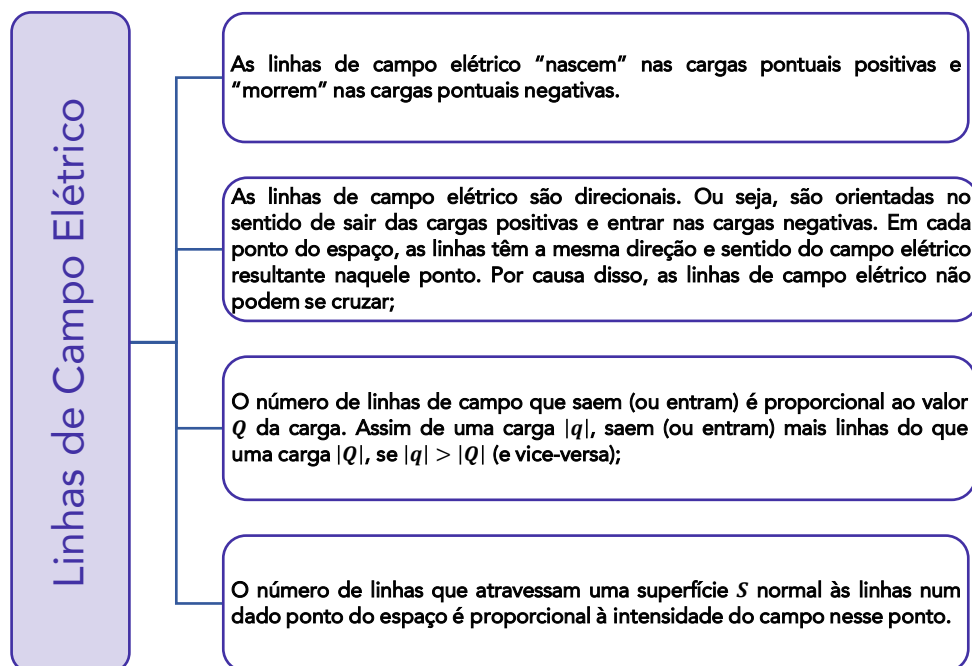 Linhas de Campo Elétrico
As linhas de campo elétrico “nascem” nas cargas pontuais positivas e
“morrem” nas cargas pontuais negativas.
As linhas de campo elétrico são direcionais. Ou seja, são orientadas no
sentido de sair das cargas positivas e entrar nas cargas negativas. Em cada
ponto do espaço, as linhas têm a mesma direção e sentido do campo elétrico
resultante naquele ponto. Por causa disso, as linhas de campo elétrico não
podem se cruzar;
O número de linhas de campo que saem (ou entram) é proporcional ao valor
Q da carga. Assim de uma carga |q|, saem (ou entram) mais linhas do que
uma carga |Q|, se |q| > |Q| (e vice-versa);
O número de linhas que atravessam uma superfície S normal às linhas num
dado ponto do espaço é proporcional à intensidade do campo nesse ponto.